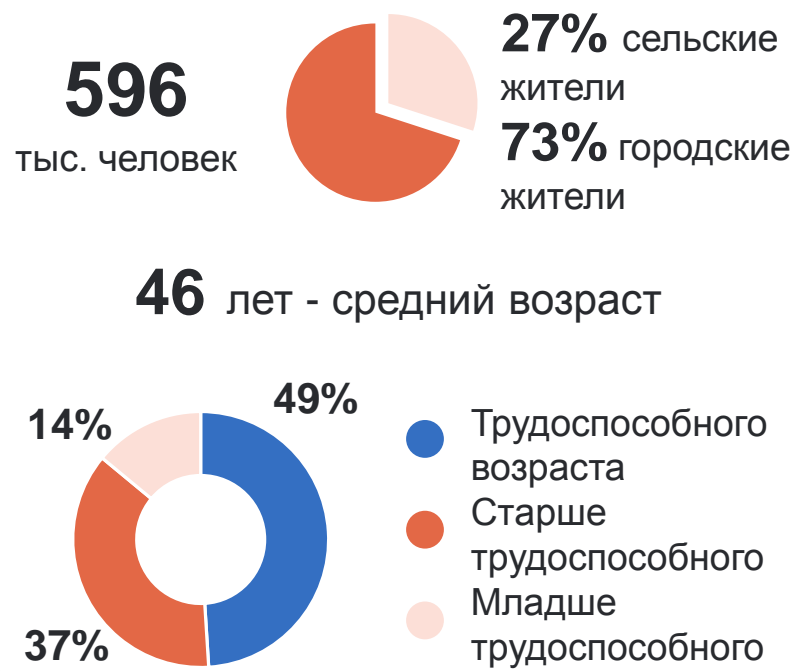 596
тыс. человек
27% сельские
жители
73% городские
жители
46 лет - средний возраст
49%
14%
37%
Трудоспособного
возраста
Старше
трудоспособного
Младше
трудоспособного